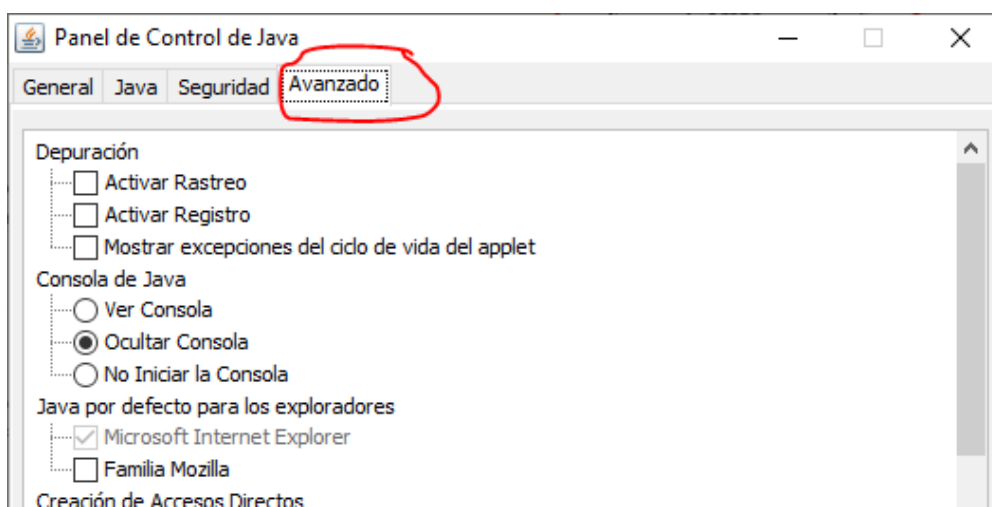 Panel de Control de Java
General Java Seguridad Avanzado
Depuración
Activar Rastreo
Activar Registro
Mostrar excepciones del ciclo de vida del applet
Consola de Java
Ver Consola
Ocultar Consola
No Iniciar la Consola
Java por defecto para los exploradores
Microsoft Internet Explorer
Familia Mozilla
Creación de Accesos Directos